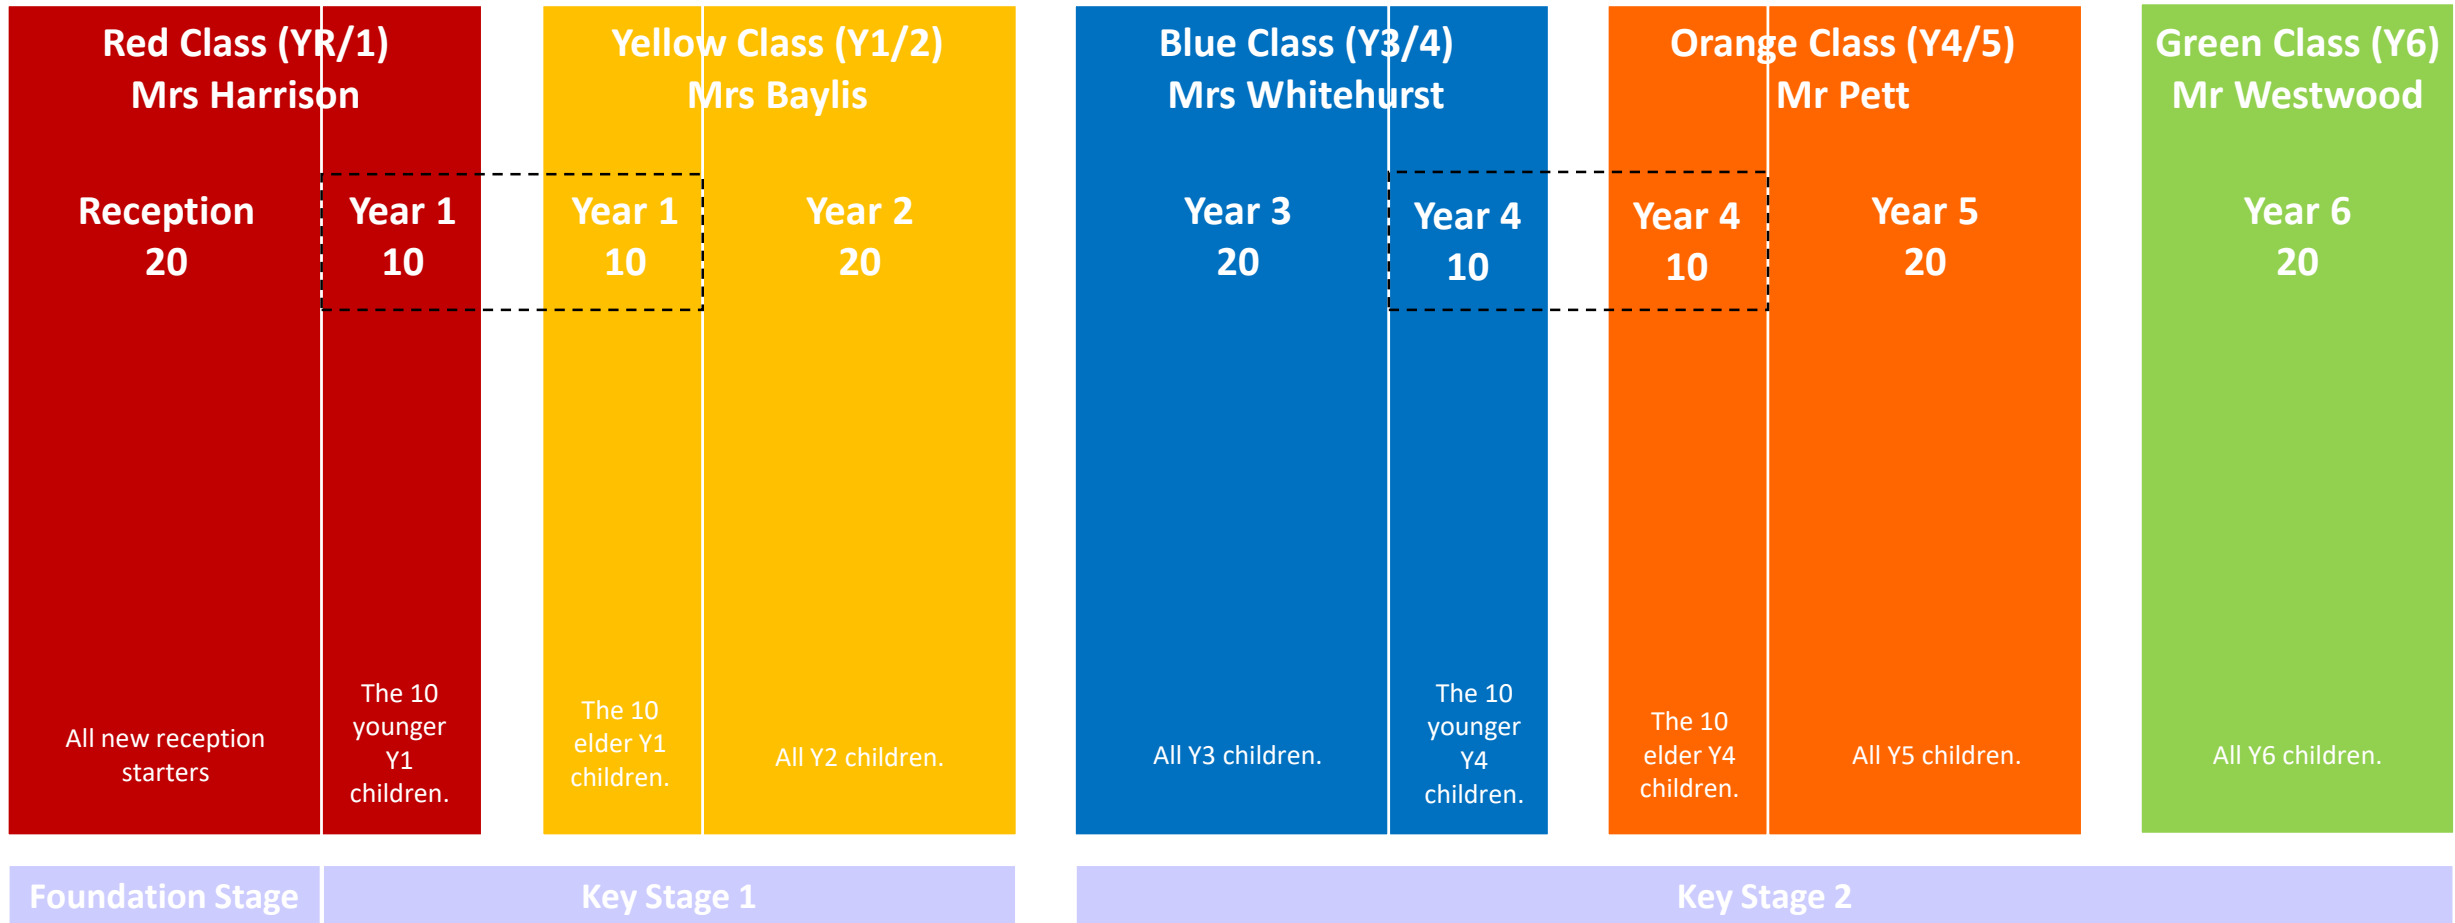 Red Class (YR/1)
Mrs Harrison
Reception
20
Year 1
10
All new reception
starters
The 10
younger
Y1
children.
Yellow Class (Y1/2)
Mrs Baylis
Year 1
10
Year 2
20
The 10
elder Y1
children.
All Y2 children.
Blue Class (Y3/4)
Mrs Whitehurst
Year 3
20
Year 4
10
All Y3 children.
The 10
younger
Y4
children.
Orange Class (Y4/5)
Mr Pett
Year 4
10
Year 5
20
The 10
elder Y4
children.
All Y5 children.
Green Class (Y6)
Mr Westwood
Year 6
20
All Y6 children.
Foundation Stage
Key Stage 1
Key Stage 2